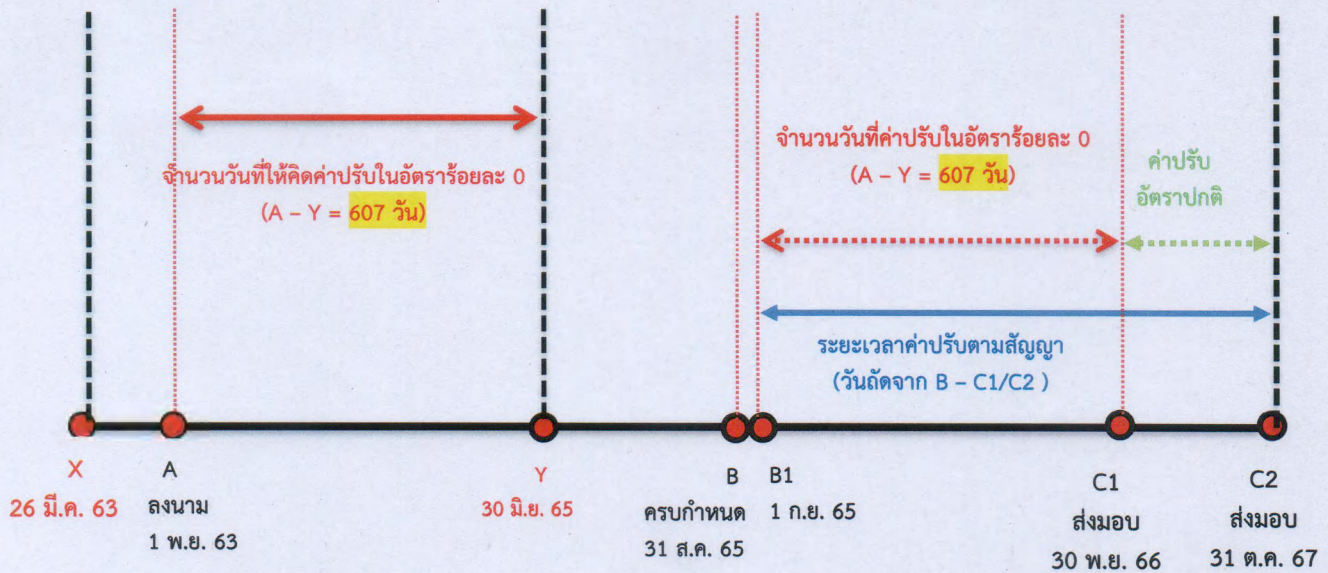 จำนวนวันที่ให้คิดค่าปรับในอัตราร้อยละ 0
(A – Y = 607 วัน)
จำนวนวันที่ค่าปรับในอัตราร้อยละ 0
(A – Y = 607 วัน)
ค่าปรับ
อัตราปกติ
ระยะเวลาค่าปรับตามสัญญา
(วันถัดจาก B – C1/C2 )
X
26 มี.ค. 63
A
ลงนาม
1 พ.ย. 63
Y
30 มิ.ย. 65
B
ครบกำหนด
31 ส.ค. 65
B1
1 ก.ย. 65
C1
ส่งมอบ
30 พ.ย. 66
C2
ส่งมอบ
31 ต.ค. 67